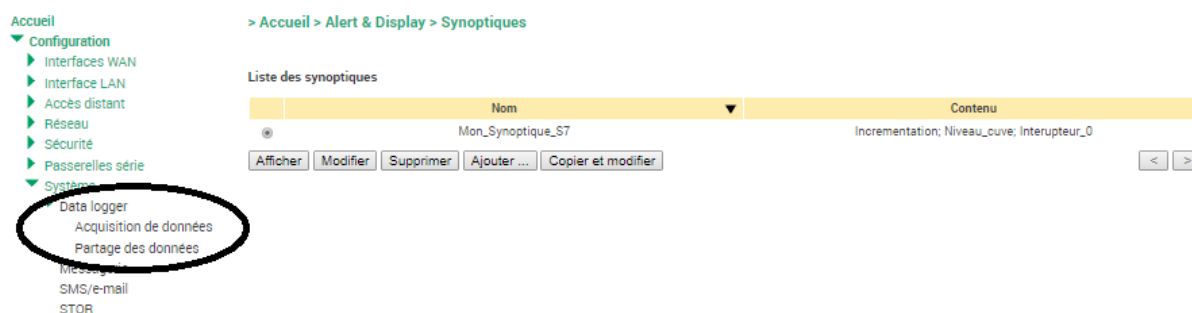 Accueil
Configuration
Interfaces WAN
Interface LAN
Accès distant
Réseau
Sécurité
Passerelles série
Système
Data logger
Acquisition de données
Partage des données
Messagerie
SMS/e-mail
STOR
> Accueil > Alert & Display > Synoptiques
Liste des synoptiques
Nom ▼ Contenu
Mon_Synoptique_S7 Incrementation; Niveau_cuve; Interupteur_0
Afficher Modifier Supprimer Ajouter ... Copier et modifier < >